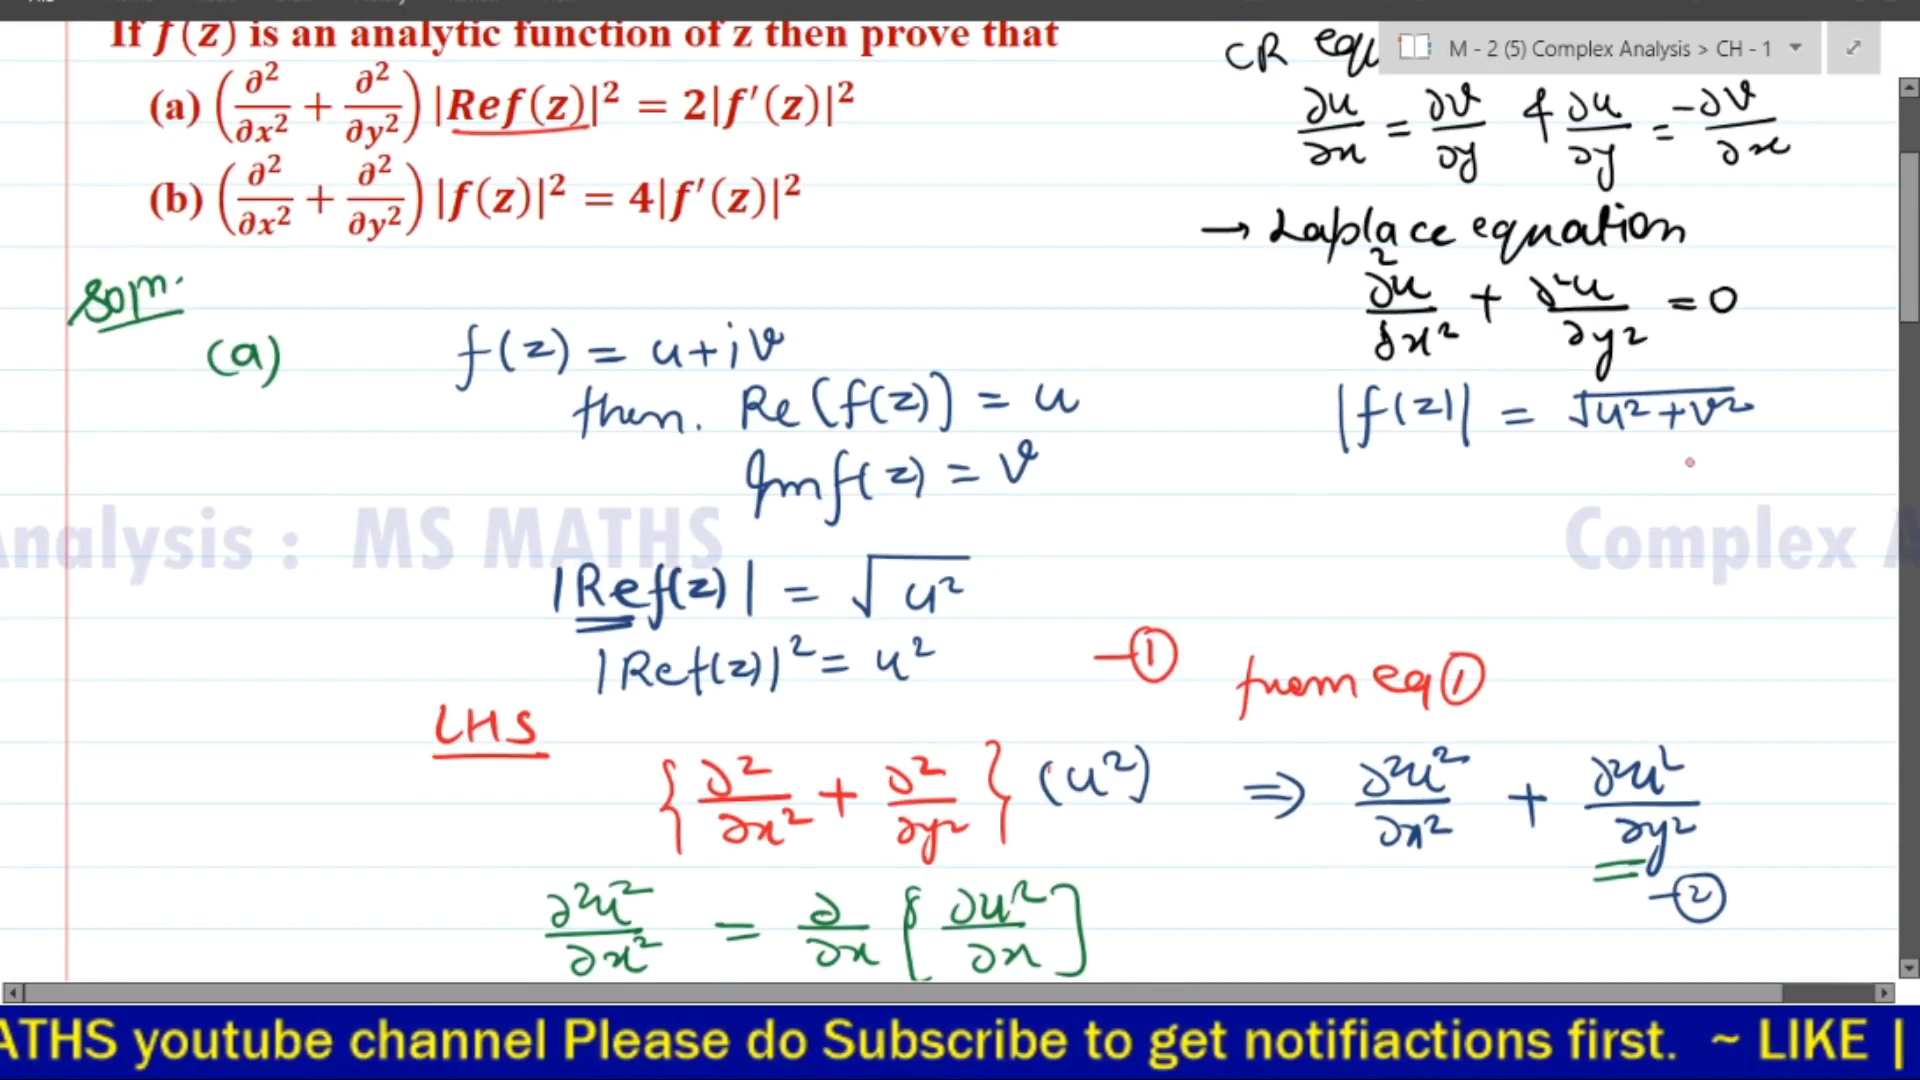 If f(z) is an analytic function of z then prove that
(a) (∂²/∂x² + ∂²/∂y²) |Ref(z)|² = 2|f′(z)|²
(b) (∂²/∂x² + ∂²/∂y²) |f(z)|² = 4|f′(z)|²
CR equ
M - 2 (5) Complex Analysis > CH - 1
∂u/∂x = ∂v/∂y & ∂u/∂y = -∂v/∂x
→ Laplace equation
∂²u/∂x² + ∂²u/∂y² = 0
|f(z)| = √u²+v²
Soln.
(a) f(z) = u+iv
then. Re(f(z)) = u
Imf(z) = v
Analysis : MS MATHS
Complex A
|Ref(z)| = √u²
|Ref(z)|² = u² -①
from eq ①
LHS
{∂²/∂x² + ∂²/∂y²} (u²) ⇒ ∂²u²/∂x² + ∂²u²/∂y² -②
∂²u²/∂x² = ∂/∂x [∂u²/∂x]
ATHS youtube channel Please do Subscribe to get notifiactions first. ~ LIKE |